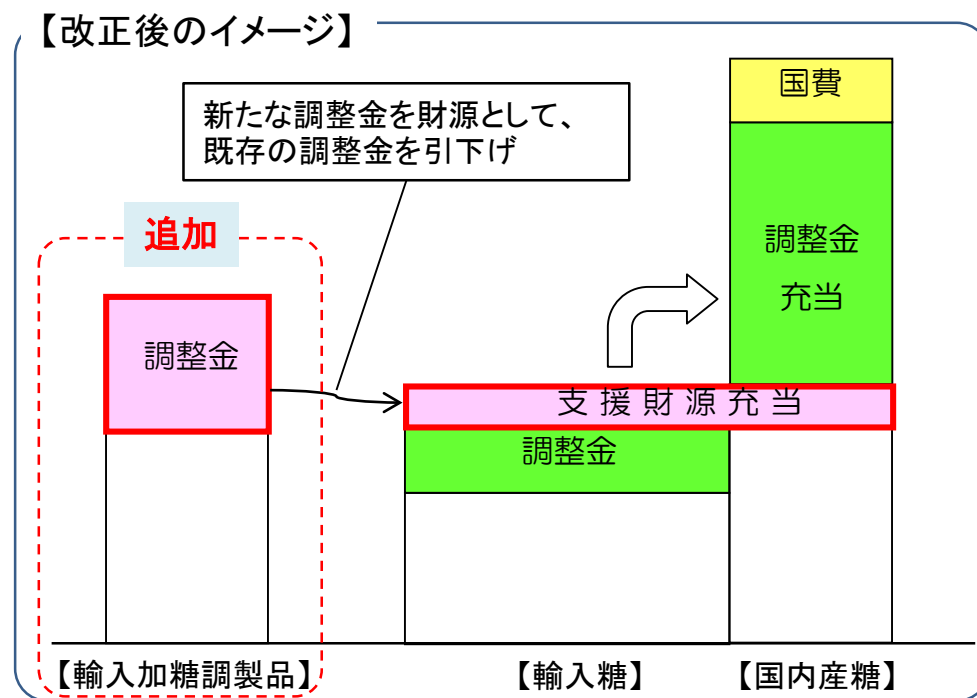 【改正後のイメージ】
新たな調整金を財源として、
既存の調整金を引下げ
国費
追加
調整金
充当
調整金
支援財源充当
調整金
【輸入加糖調製品】
【輸入糖】
【国内産糖】